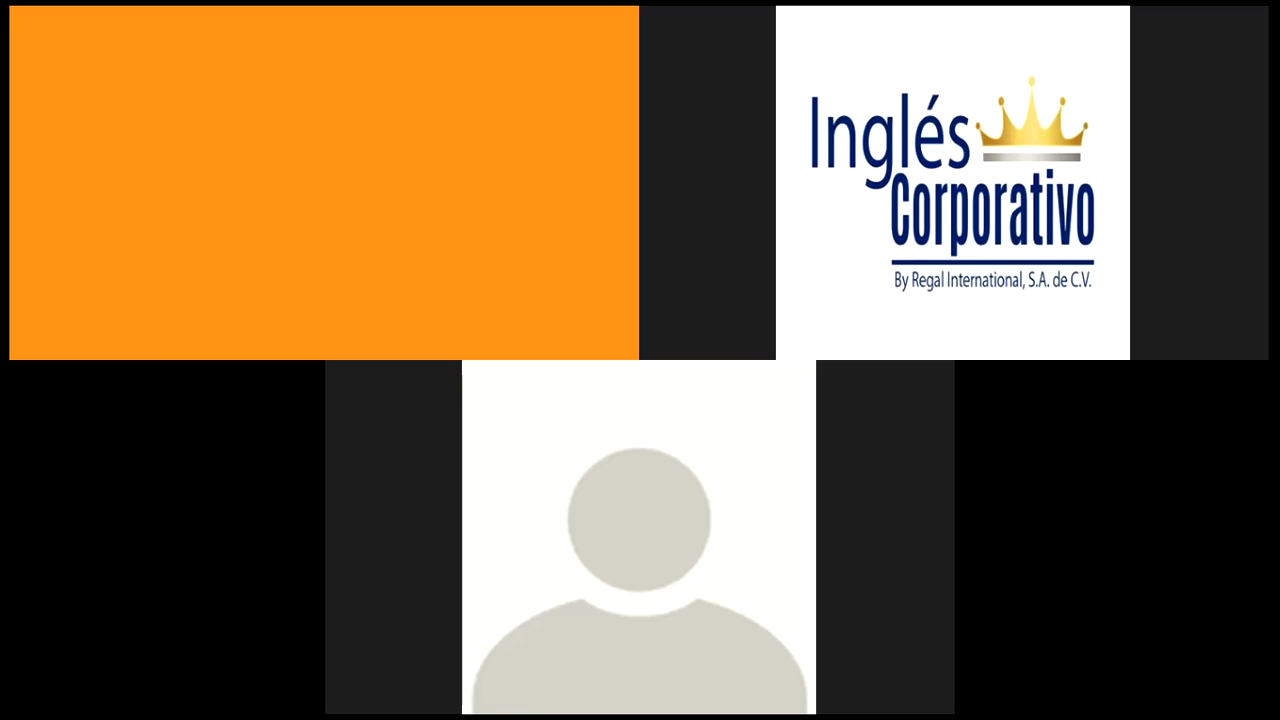 Inglés
Corporativo
By Regal International, S.A. de C.V.